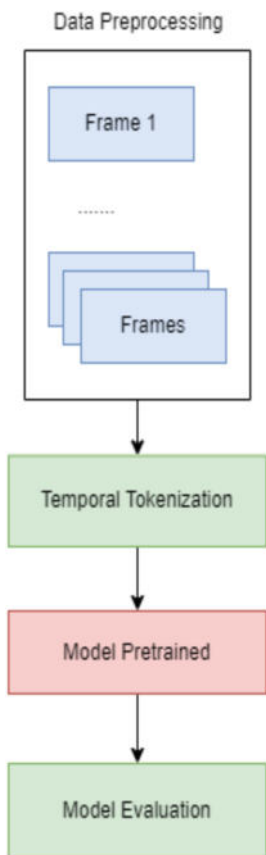 Data Preprocessing
Frame 1
.......
Frames
Temporal Tokenization
Model Pretrained
Model Evaluation